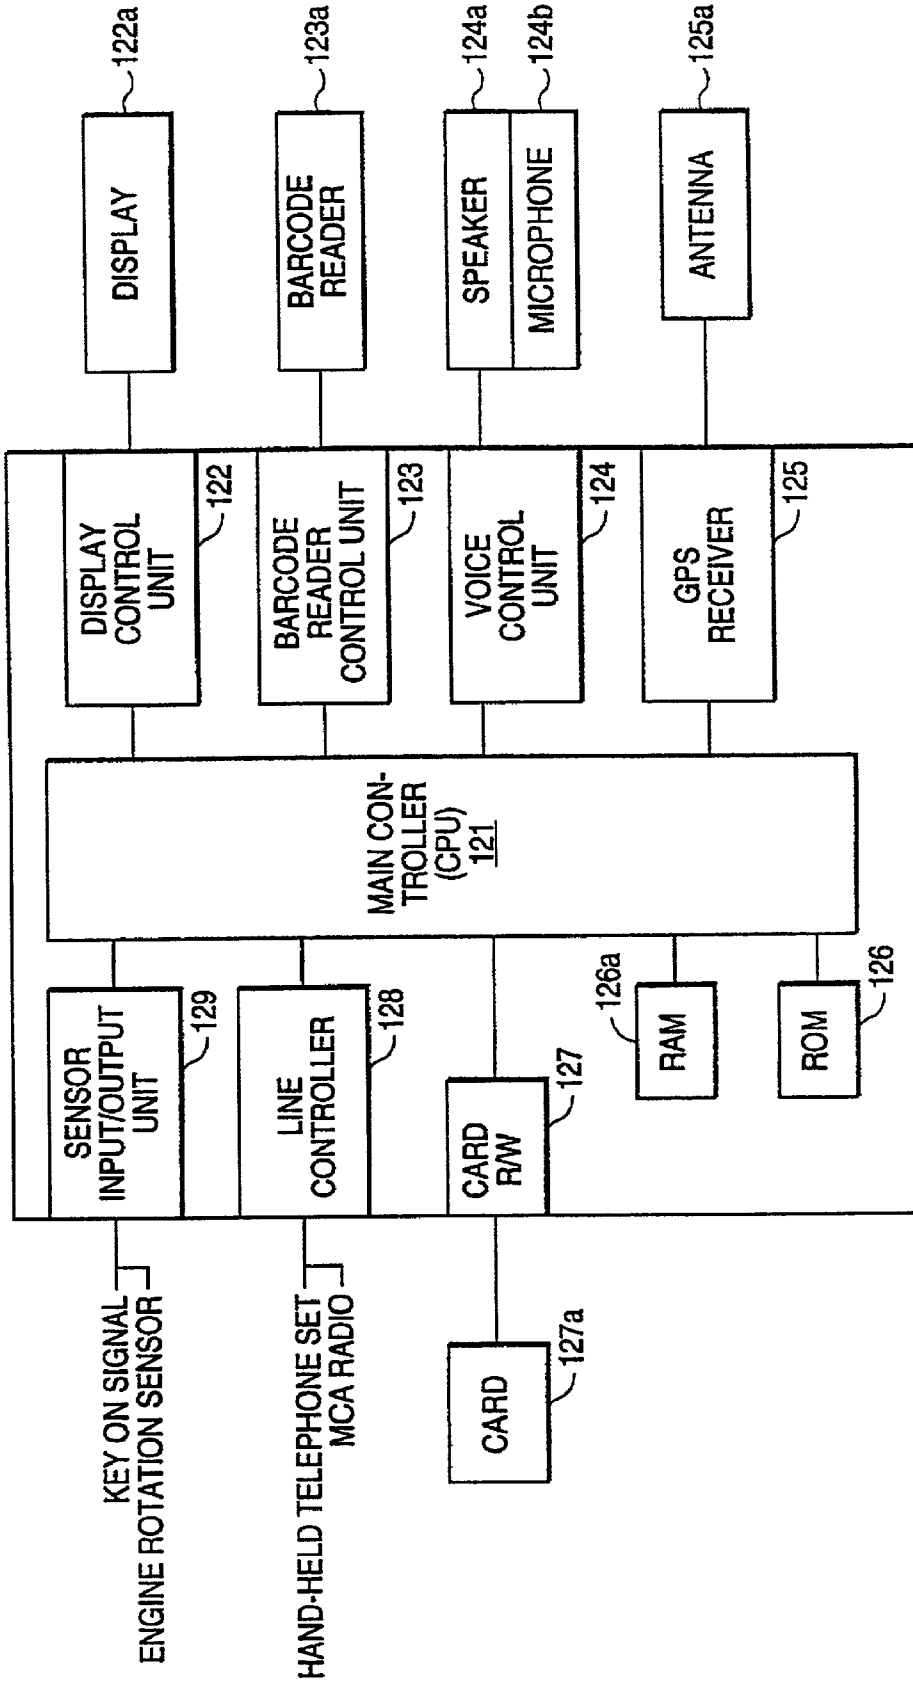 KEY ON SIGNAL
ENGINE ROTATION SENSOR
SENSOR
INPUT/OUTPUT
UNIT
129
DISPLAY
CONTROL
UNIT
122
DISPLAY
122a
HAND-HELD TELEPHONE SET
MCA RADIO
LINE
CONTROLLER
128
MAIN CON-
TROLLER
(CPU)
121
BARCODE
READER
CONTROL UNIT
123
BARCODE
READER
123a
CARD
127a
CARD
R/W
127
VOICE
CONTROL
UNIT
124
SPEAKER
124a
MICROPHONE
124b
RAM
126a
ROM
126
GPS
RECEIVER
125
ANTENNA
125a